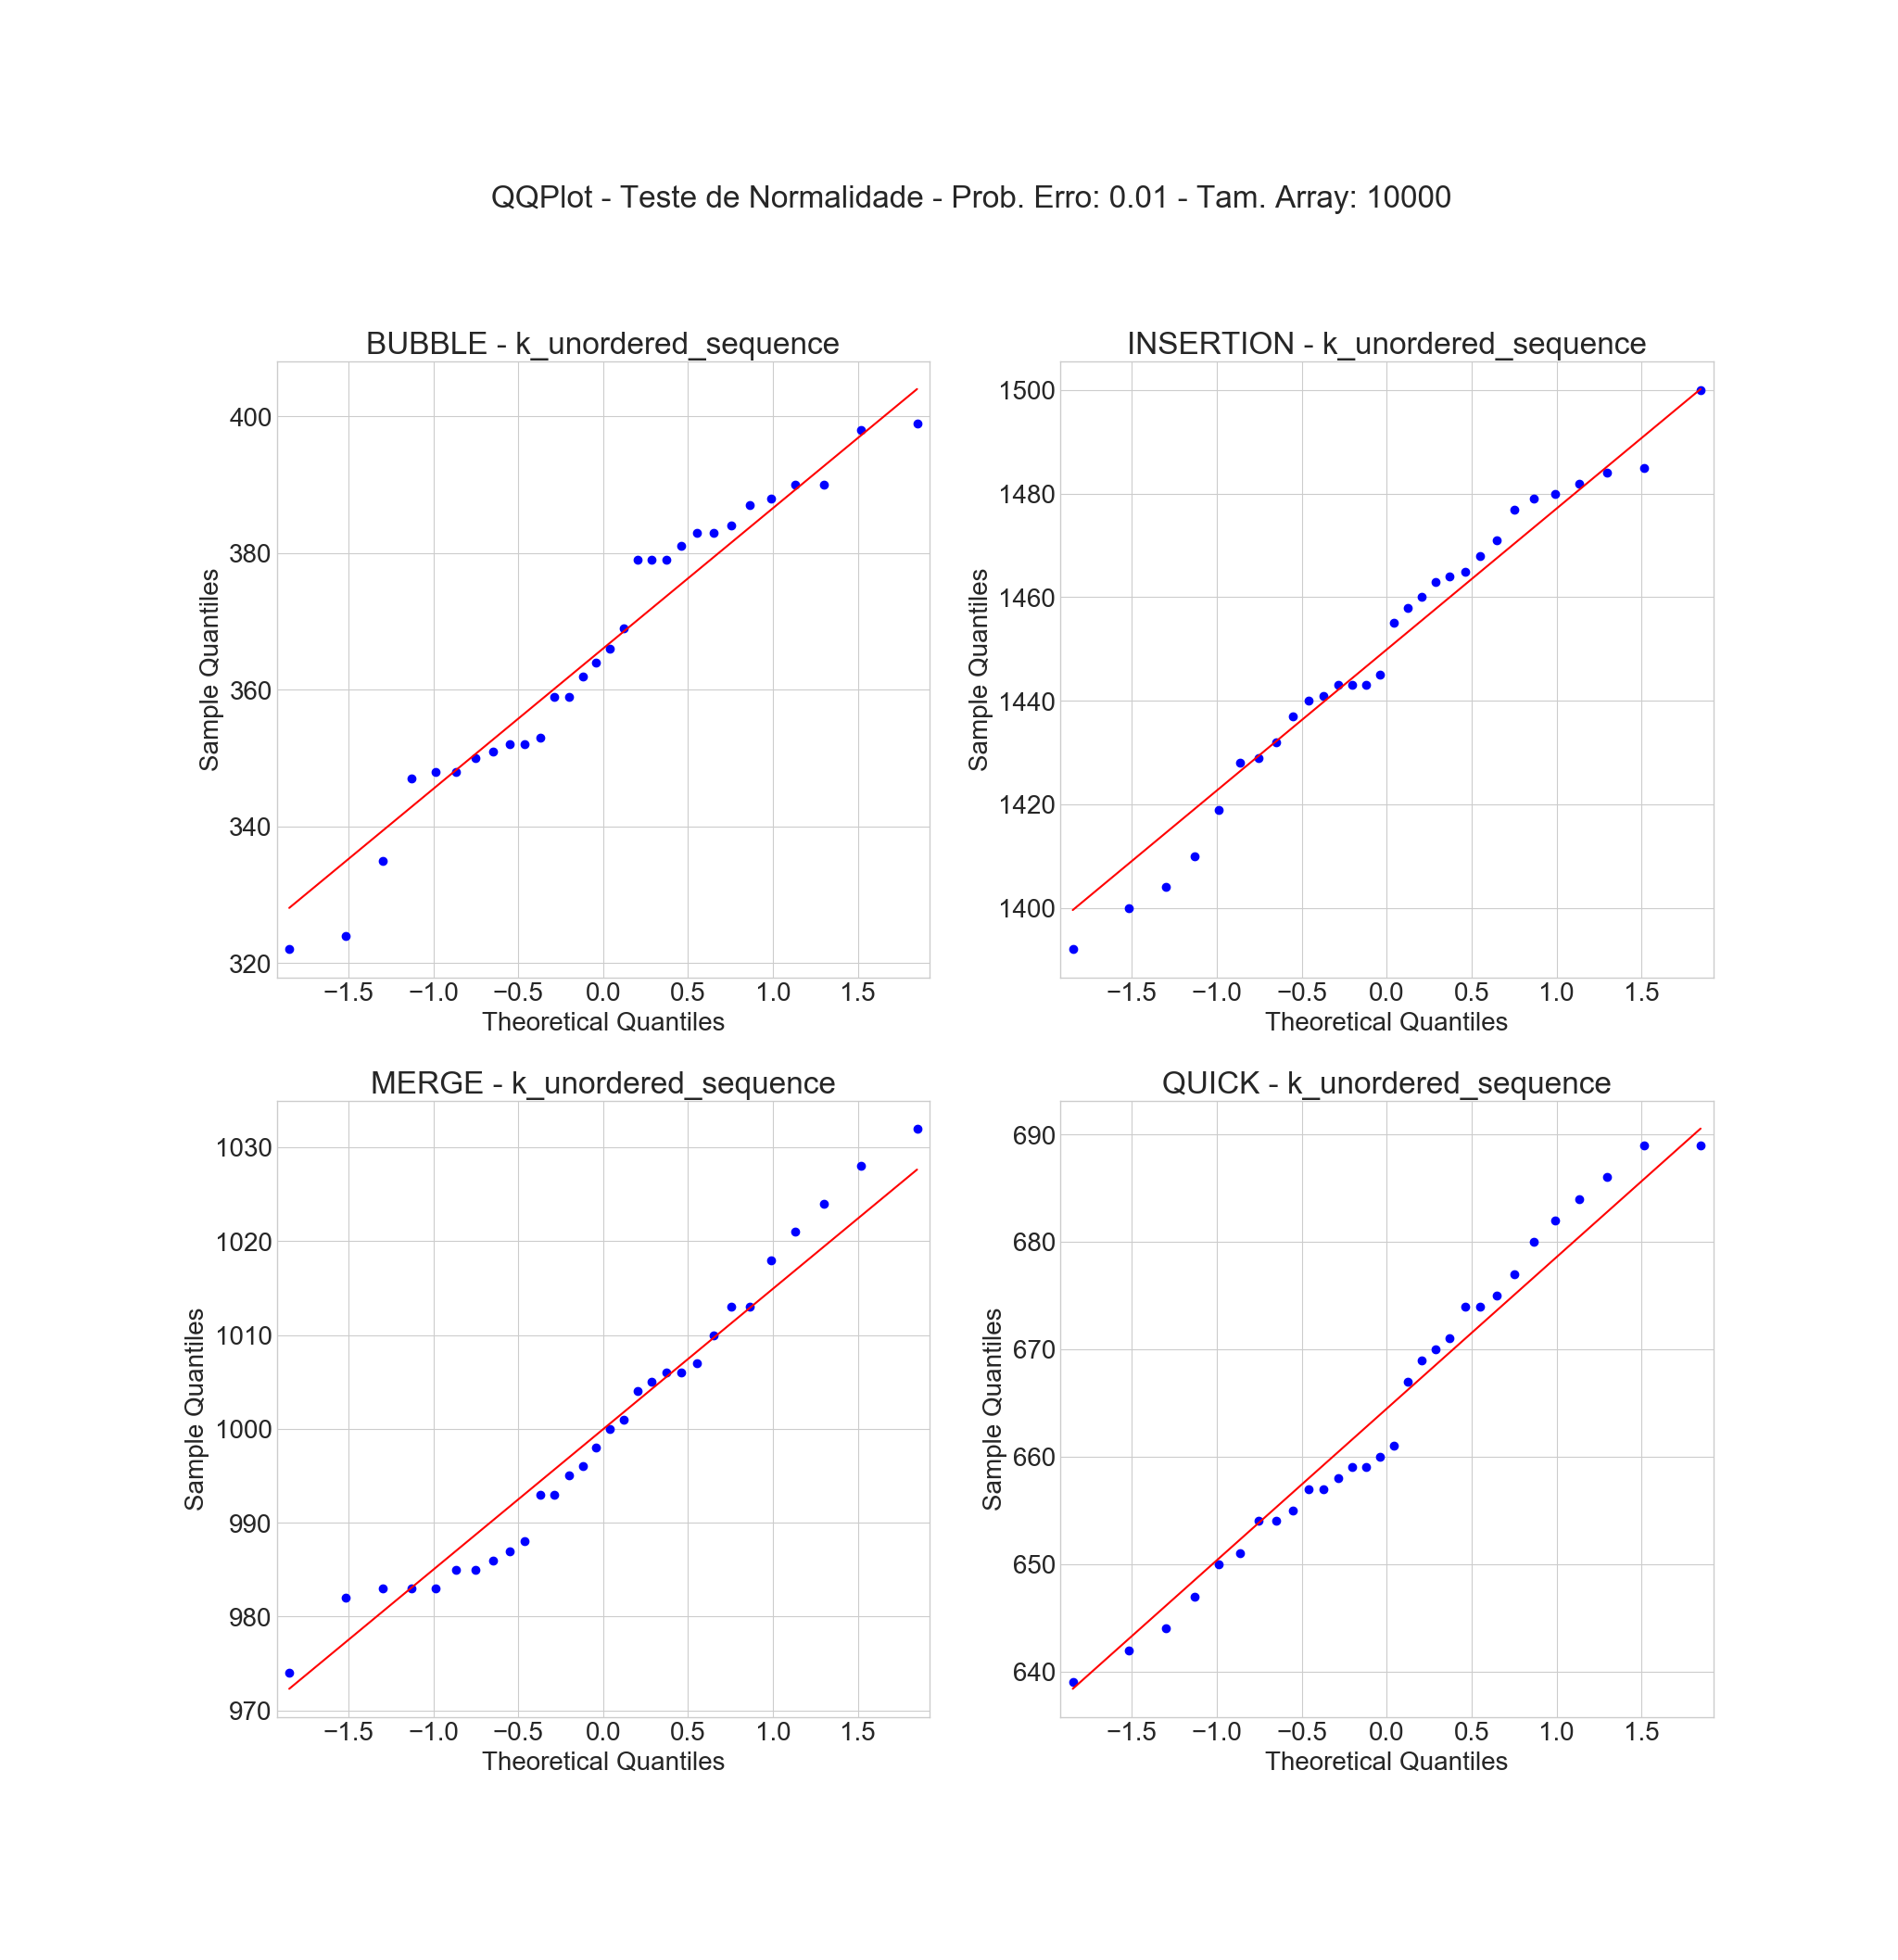 QQPlot - Teste de Normalidade - Prob. Erro: 0.01 - Tam. Array: 10000
BUBBLE - k_unordered_sequence
400
380
360
340
320
Sample Quantiles
−1.5 −1.0 −0.5 0.0 0.5 1.0 1.5
Theoretical Quantiles
INSERTION - k_unordered_sequence
1500
1480
1460
1440
1420
1400
Sample Quantiles
−1.5 −1.0 −0.5 0.0 0.5 1.0 1.5
Theoretical Quantiles
MERGE - k_unordered_sequence
1030
1020
1010
1000
990
980
970
Sample Quantiles
−1.5 −1.0 −0.5 0.0 0.5 1.0 1.5
Theoretical Quantiles
QUICK - k_unordered_sequence
690
680
670
660
650
640
Sample Quantiles
−1.5 −1.0 −0.5 0.0 0.5 1.0 1.5
Theoretical Quantiles